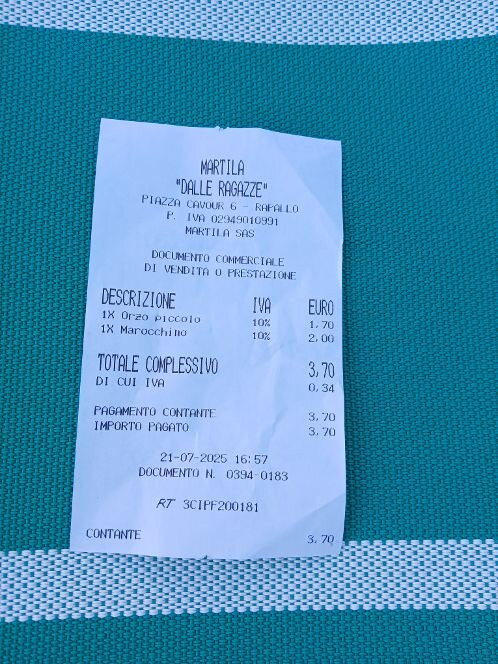 MARTILA
"DALLE RAGAZZE"
PIAZZA CAVOUR 6 - RAPALLO
P. IVA 02949010991
MARTILA SAS
DOCUMENTO COMMERCIALE
DI VENDITA O PRESTAZIONE
DESCRIZIONE IVA EURO
1X Orzo piccolo 10% 1,70
1X Marocchino 10% 2,00
TOTALE COMPLESSIVO 3,70
DI CUI IVA 0,34
PAGAMENTO CONTANTE 3,70
IMPORTO PAGATO 3,70
21-07-2025 16:57
DOCUMENTO N. 0394-0183
RT 3CIPF200181
CONTANTE 3,70